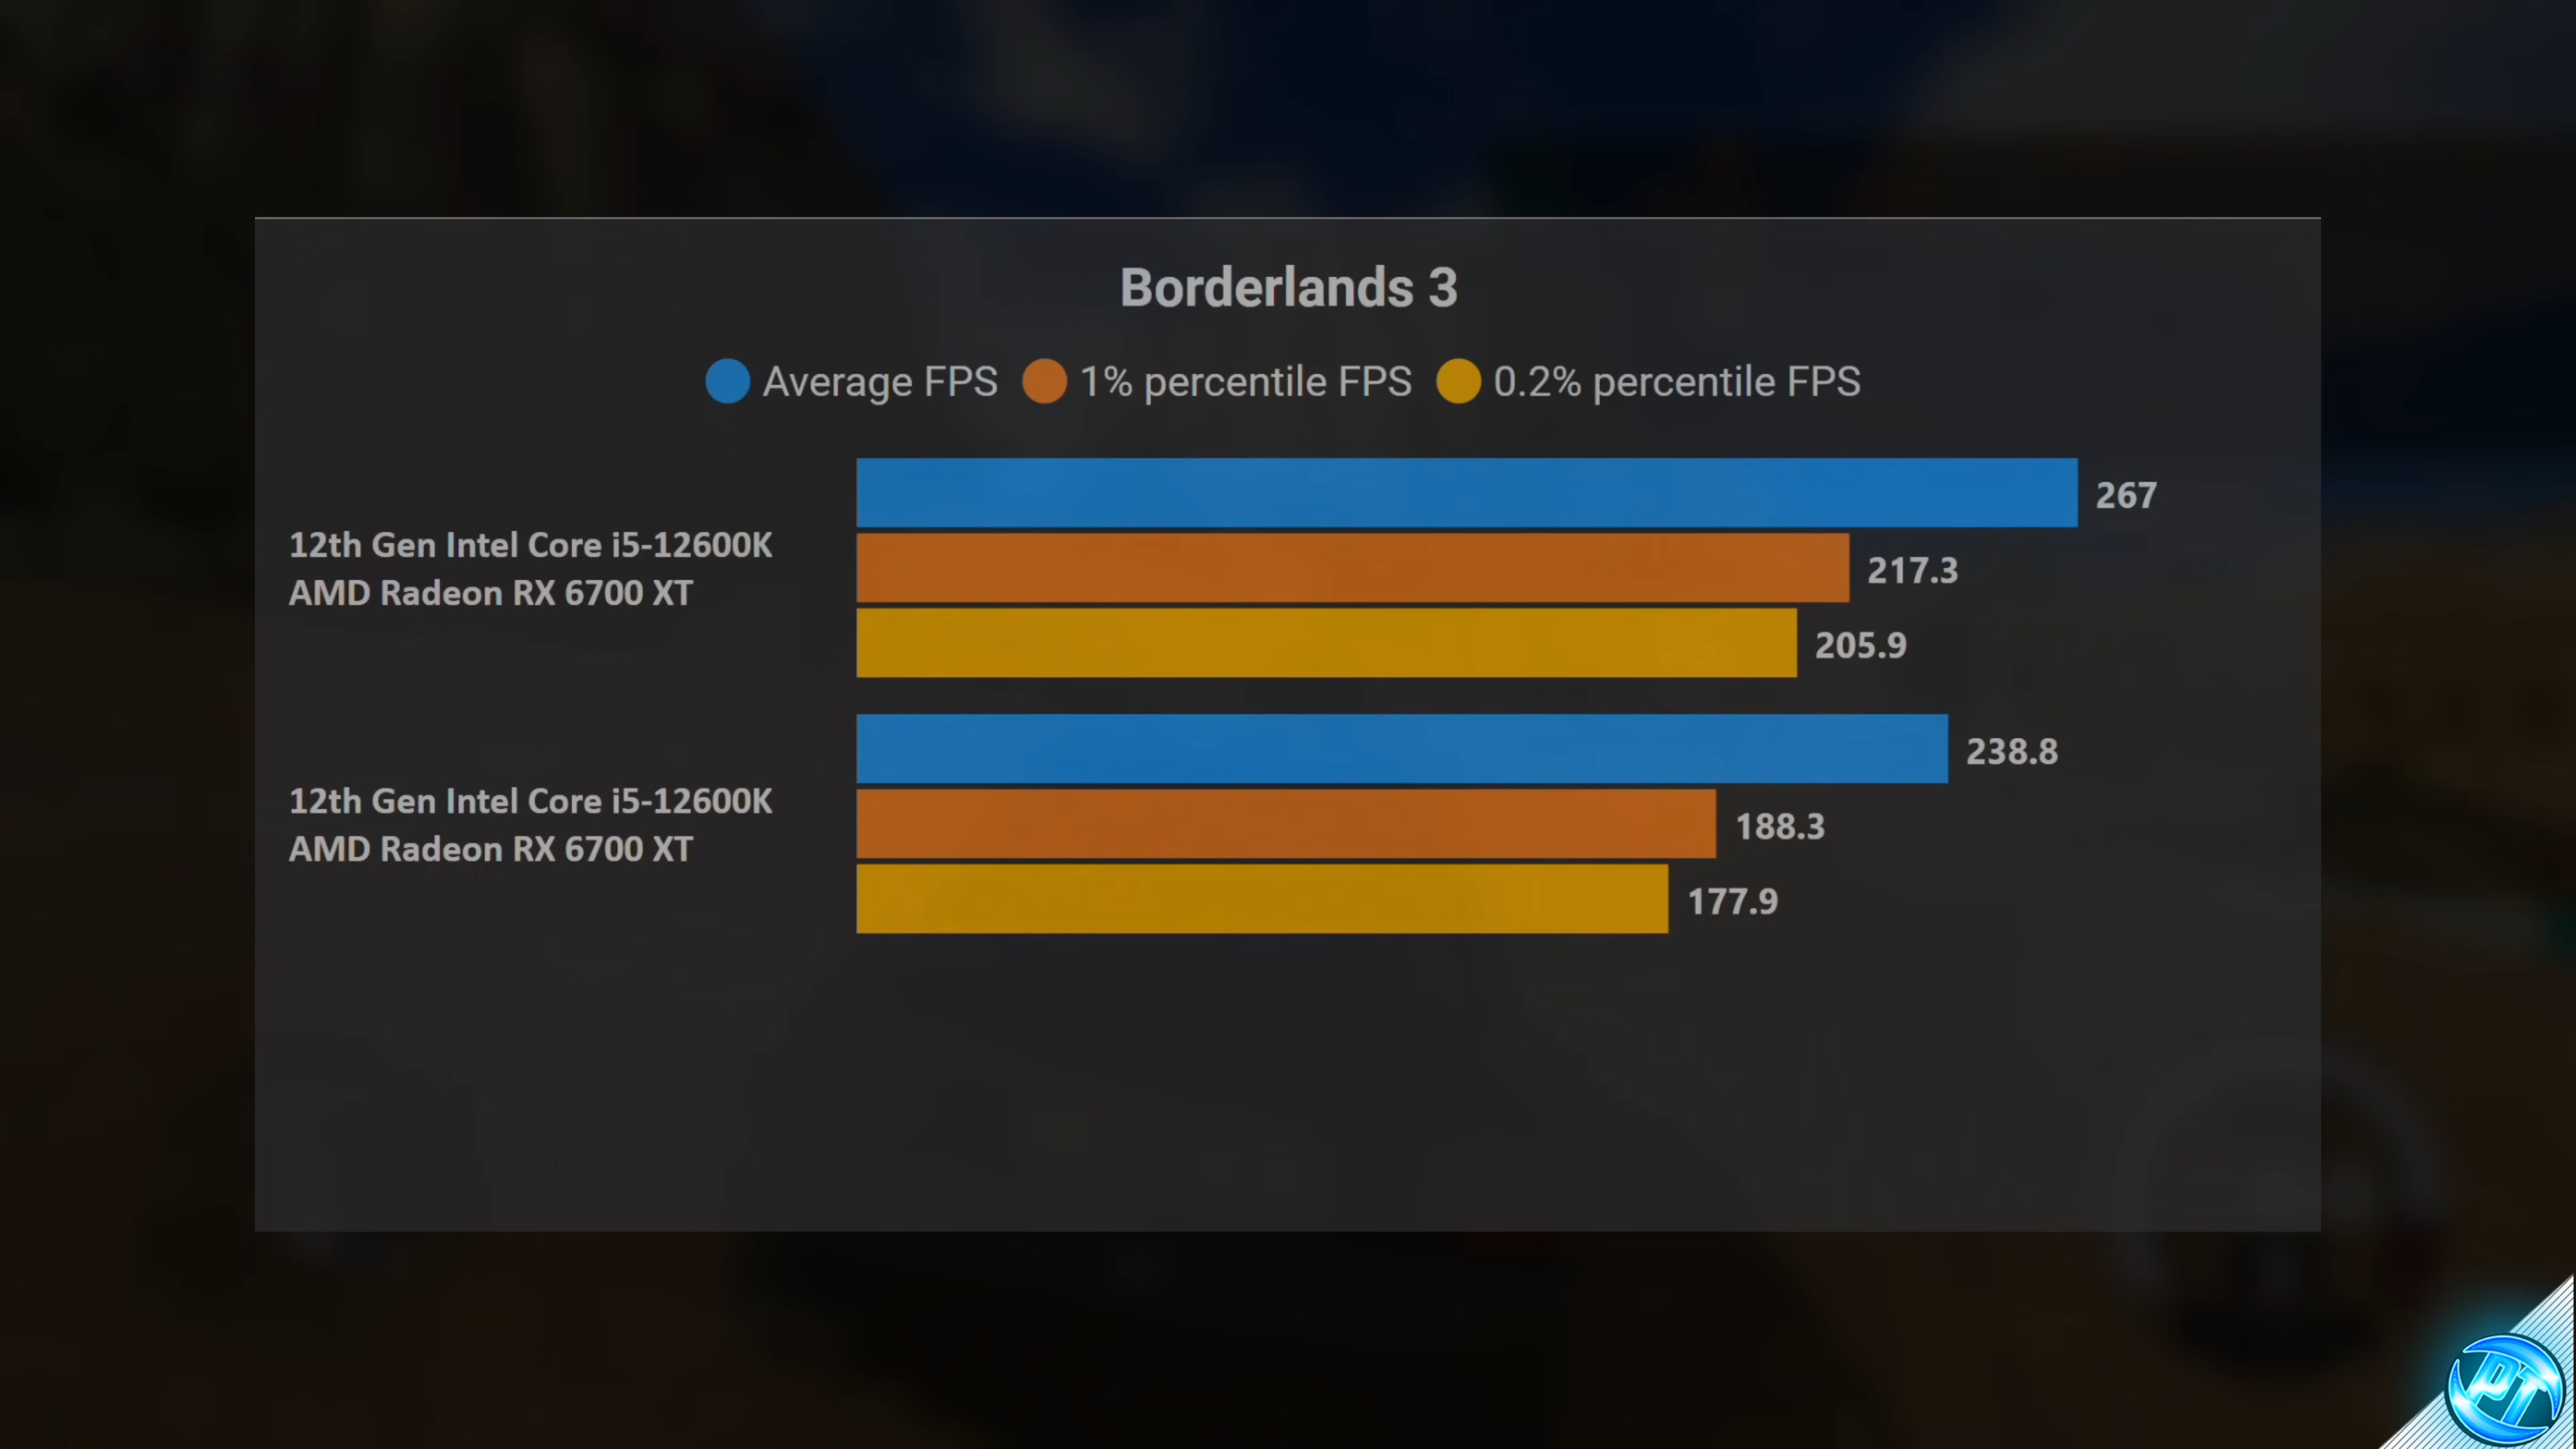 Borderlands 3
Average FPS 1% percentile FPS 0.2% percentile FPS
267
12th Gen Intel Core i5-12600K
AMD Radeon RX 6700 XT
217.3
205.9
238.8
12th Gen Intel Core i5-12600K
AMD Radeon RX 6700 XT
188.3
177.9
PT